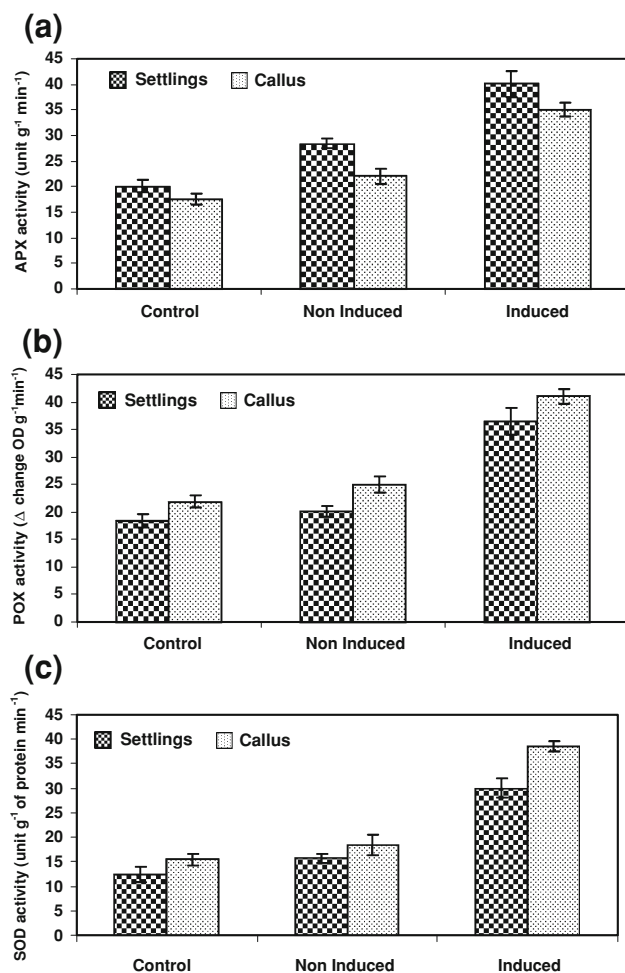 (a)
APX activity (unit g⁻¹ min⁻¹)
45
40
35
30
25
20
15
10
5
0
Settlings
Callus
Control
Non Induced
Induced
(b)
POX activity (△ change OD g⁻¹min⁻¹)
45
40
35
30
25
20
15
10
5
0
Settlings
Callus
Control
Non Induced
Induced
(c)
SOD activity (unit g⁻¹ of protein min⁻¹)
45
40
35
30
25
20
15
10
5
0
Settlings
Callus
Control
Non Induced
Induced